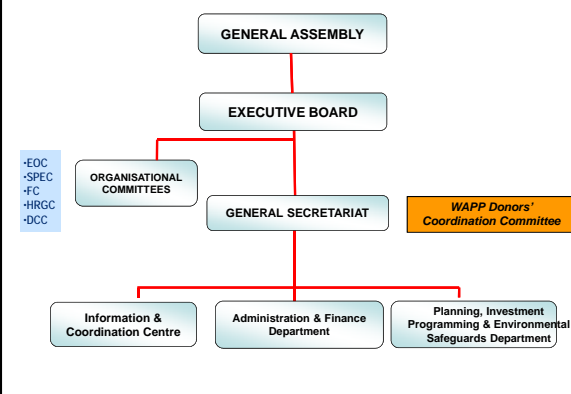 GENERAL ASSEMBLY
EXECUTIVE BOARD
•EOC
•SPEC
•FC
•HRGC
•DCC
ORGANISATIONAL
COMMITTEES
GENERAL SECRETARIAT
WAPP Donors'
Coordination Committee
Information &
Coordination Centre
Administration & Finance
Department
Planning, Investment
Programming & Environmental
Safeguards Department